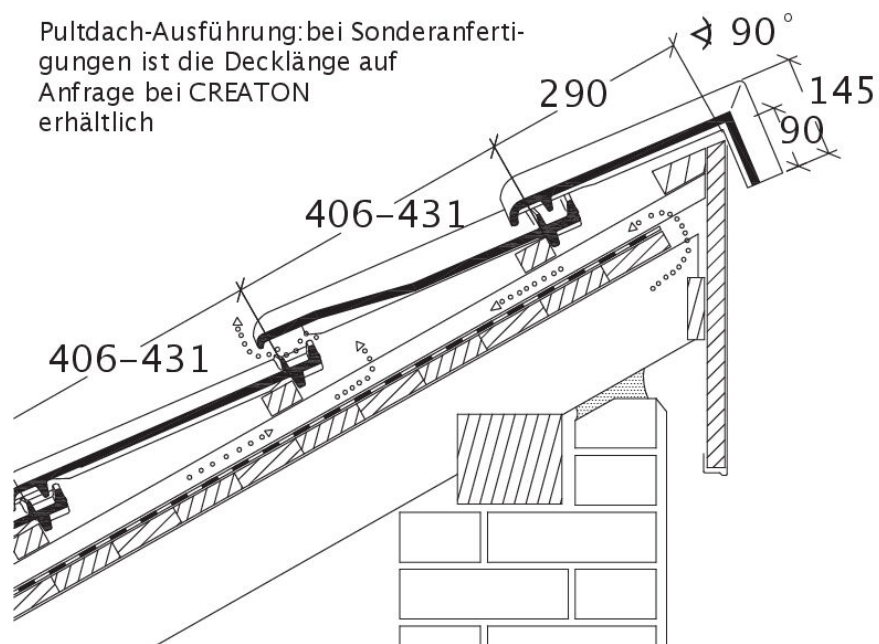 Pultdach-Ausführung: bei Sonderanferti-
gungen ist die Decklänge auf
Anfrage bei CREATON
erhältlich
∢ 90°
290
145
90
406–431
406–431